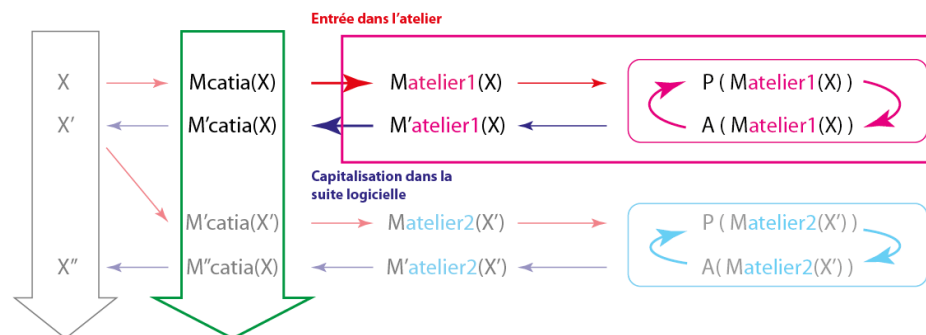 Entrée dans l'atelier
X Mcatia(X) Matelier1(X) P ( Matelier1(X) )
X' M'catia(X) M'atelier1(X) A ( Matelier1(X) )
Capitalisation dans la
suite logicielle
M'catia(X') Matelier2(X') P ( Matelier2(X') )
X" M"catia(X) M'atelier2(X') A( Matelier2(X') )